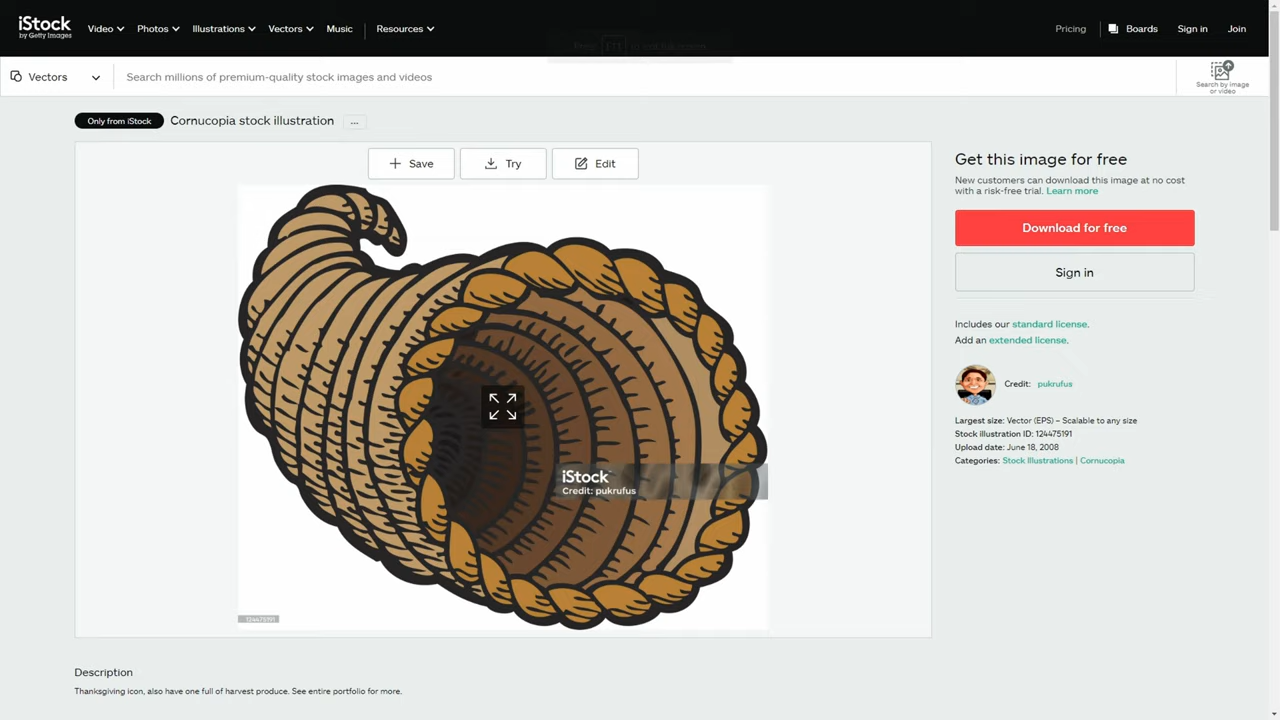 iStock
by Getty Images
Video
Photos
Illustrations
Vectors
Music
Resources
Pricing
Boards
Sign in
Join
Vectors
Search millions of premium-quality stock images and videos
Search by image
or video
Only from iStock
Cornucopia stock illustration
...
Save
Try
Edit
Get this image for free
New customers can download this image at no cost
with a risk-free trial. Learn more
Download for free
Sign in
Includes our standard license.
Add an extended license.
Credit: pukrufus
Largest size: Vector (EPS) – Scalable to any size
Stock illustration ID: 124475191
Upload date: June 18, 2008
Categories: Stock Illustrations | Cornucopia
iStock
Credit: pukrufus
124475191
Description
Thanksgiving icon, also have one full of harvest produce. See entire portfolio for more.